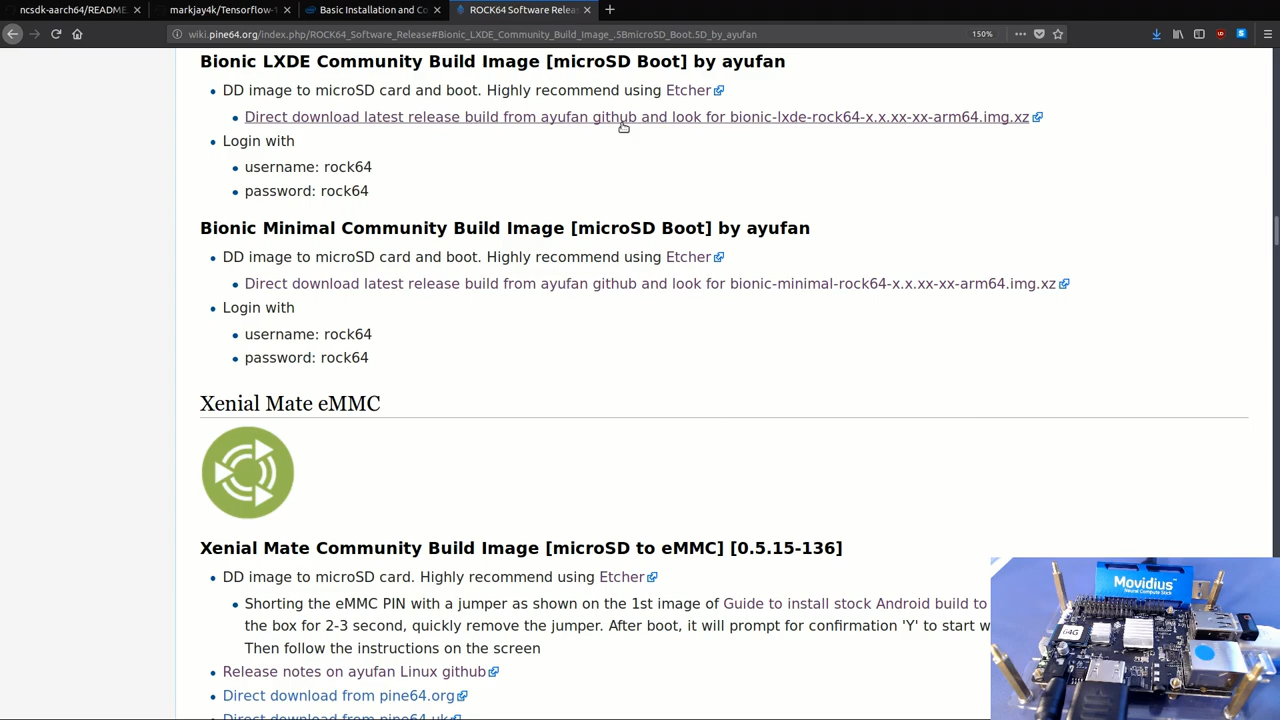 ncsdk-aarch64/README.
markjay4k/Tensorflow-
Basic Installation and Co
ROCK64 Software Relea
wiki.pine64.org/index.php/ROCK64_Software_Release#Bionic_LXDE_Community_Build_Image_.5BmicroSD_Boot.5D_by_ayufan
150%
Bionic LXDE Community Build Image [microSD Boot] by ayufan
DD image to microSD card and boot. Highly recommend using Etcher
Direct download latest release build from ayufan github and look for bionic-lxde-rock64-x.x.xx-xx-arm64.img.xz
Login with
username: rock64
password: rock64
Bionic Minimal Community Build Image [microSD Boot] by ayufan
DD image to microSD card and boot. Highly recommend using Etcher
Direct download latest release build from ayufan github and look for bionic-minimal-rock64-x.x.xx-xx-arm64.img.xz
Login with
username: rock64
password: rock64
Xenial Mate eMMC
Xenial Mate Community Build Image [microSD to eMMC] [0.5.15-136]
DD image to microSD card. Highly recommend using Etcher
Shorting the eMMC PIN with a jumper as shown on the 1st image of Guide to install stock Android build to
the box for 2-3 second, quickly remove the jumper. After boot, it will prompt for confirmation 'Y' to start w
Then follow the instructions on the screen
Release notes on ayufan Linux github
Direct download from pine64.org
Direct download from pine64.uk
Movidius
Neural Compute Stick
64G